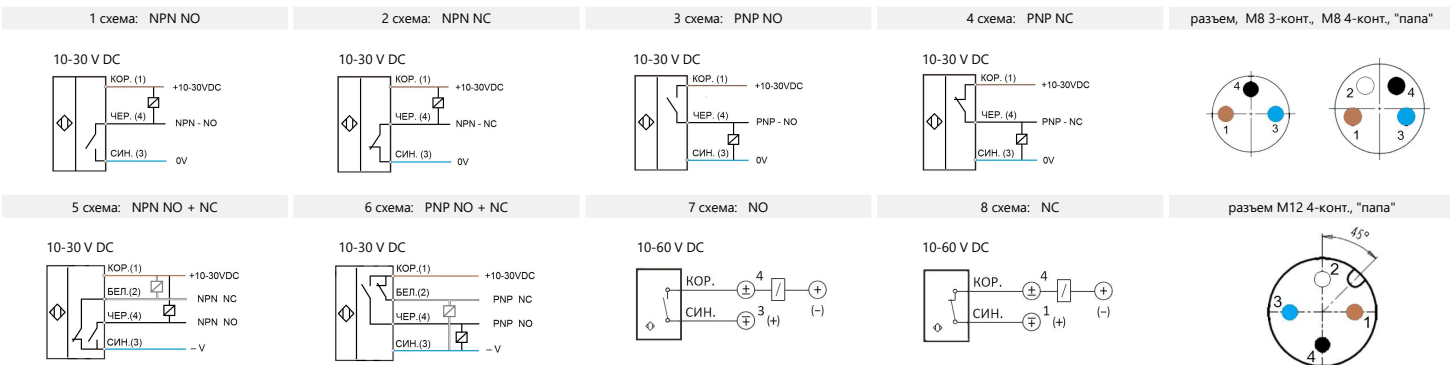 1 схема: NPN NO
2 схема: NPN NC
3 схема: PNP NO
4 схема: PNP NC
разъем, М8 3-конт., М8 4-конт., "папа"
10-30 V DC
КОР. (1)
+10-30VDC
ЧЕР. (4)
NPN - NO
СИН. (3)
0V
10-30 V DC
КОР. (1)
+10-30VDC
ЧЕР. (4)
NPN - NC
СИН. (3)
0V
10-30 V DC
КОР. (1)
+10-30VDC
ЧЕР. (4)
PNP - NO
СИН. (3)
0V
10-30 V DC
КОР. (1)
+10-30VDC
ЧЕР. (4)
PNP - NC
СИН. (3)
0V
4
1
3
2
4
1
3
5 схема: NPN NO + NC
6 схема: PNP NO + NC
7 схема: NO
8 схема: NC
разъем М12 4-конт., "папа"
10-30 V DC
КОР.(1)
+10-30VDC
БЕЛ.(2)
NPN NC
ЧЕР.(4)
NPN NO
СИН.(3)
– V
10-30 V DC
КОР.(1)
+10-30VDC
БЕЛ.(2)
PNP NC
ЧЕР.(4)
PNP NO
СИН.(3)
– V
10-60 V DC
КОР.
±
4
+
(–)
СИН.
∓
3
(+)
10-60 V DC
КОР.
±
4
+
(–)
СИН.
∓
1
(+)
45°
2
3
1
4